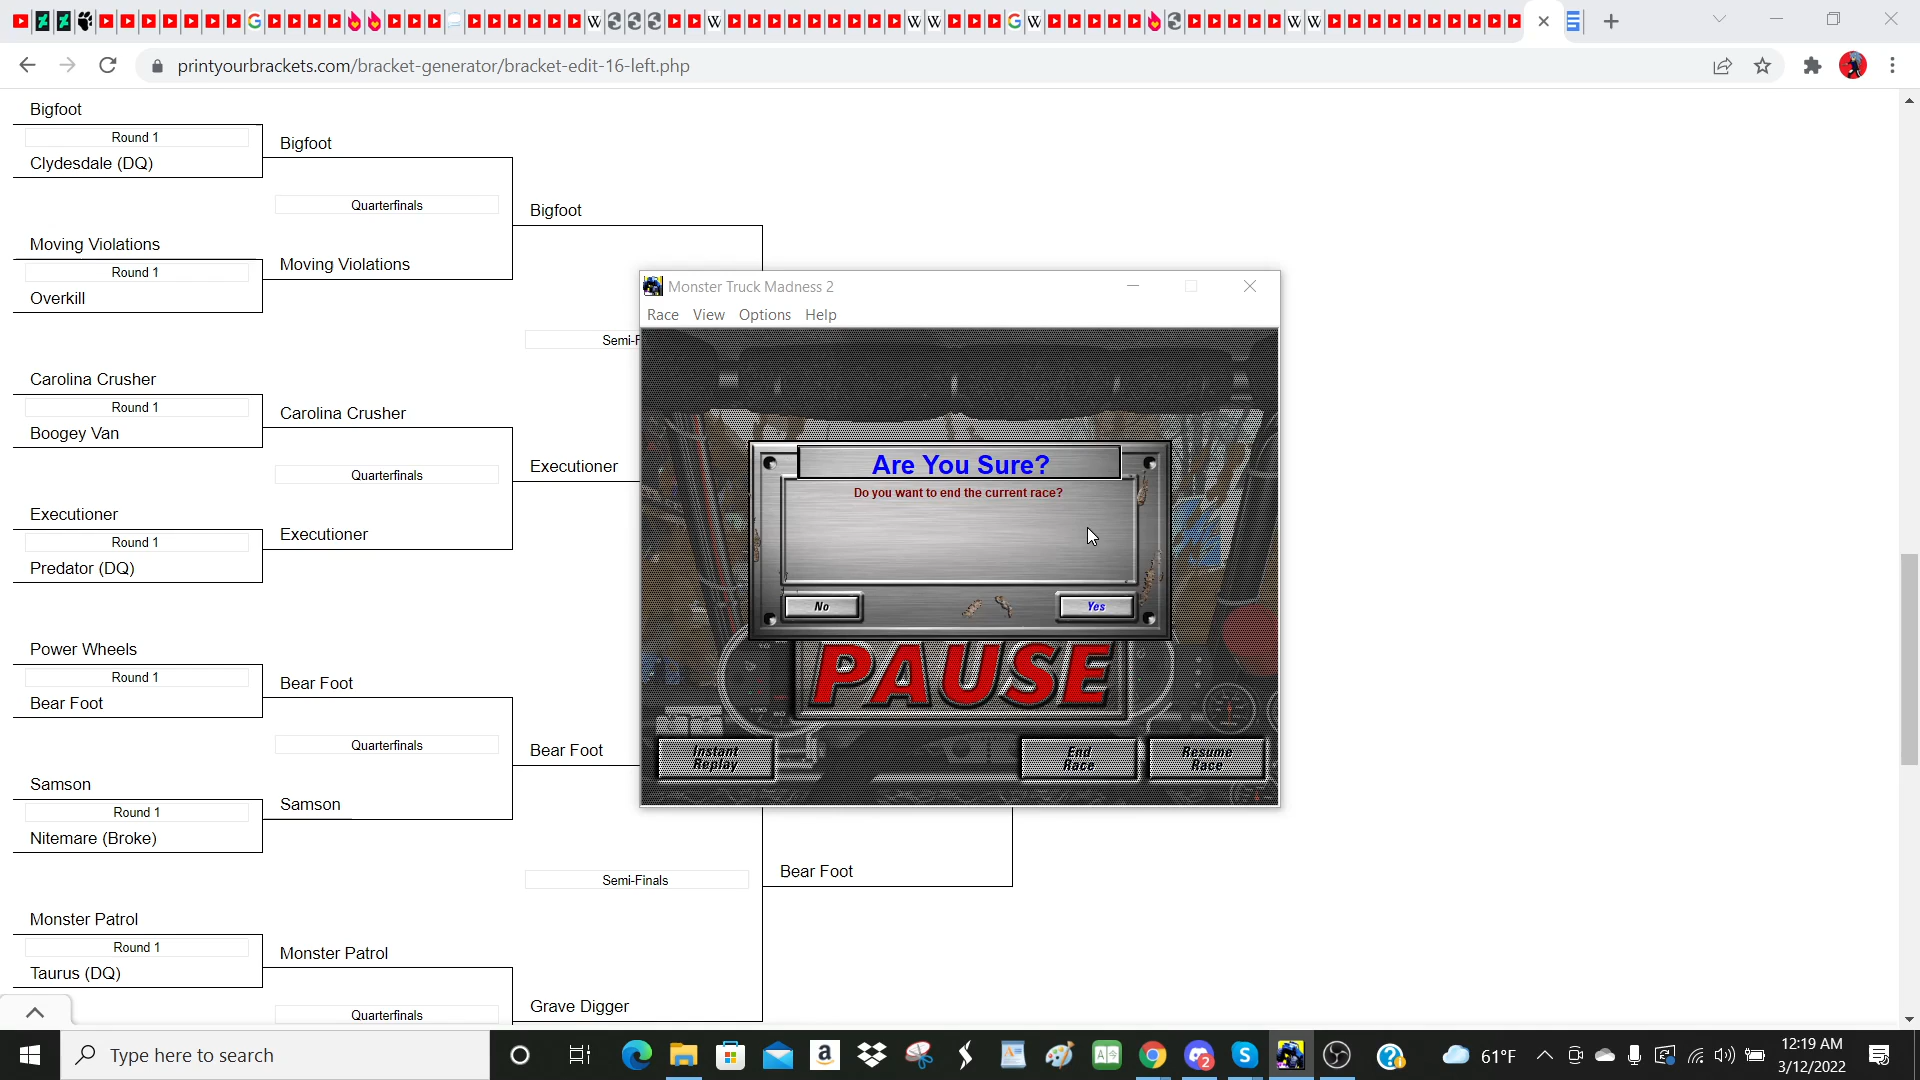 printyourbrackets.com/bracket-generator/bracket-edit-16-left.php
Bigfoot
Round 1
Clydesdale (DQ)
Bigfoot
Quarterfinals
Moving Violations
Round 1
Overkill
Moving Violations
Bigfoot
Semi-F
Carolina Crusher
Round 1
Boogey Van
Carolina Crusher
Quarterfinals
Executioner
Round 1
Predator (DQ)
Executioner
Executioner
Power Wheels
Round 1
Bear Foot
Bear Foot
Quarterfinals
Samson
Round 1
Nitemare (Broke)
Samson
Bear Foot
Semi-Finals
Bear Foot
Monster Patrol
Round 1
Taurus (DQ)
Monster Patrol
Quarterfinals
Grave Digger
Monster Truck Madness 2
Race View Options Help
Are You Sure?
Do you want to end the current race?
No
Yes
PAUSE
Instant
Replay
End
Race
Resume
Race
Type here to search
61°F
12:19 AM
3/12/2022